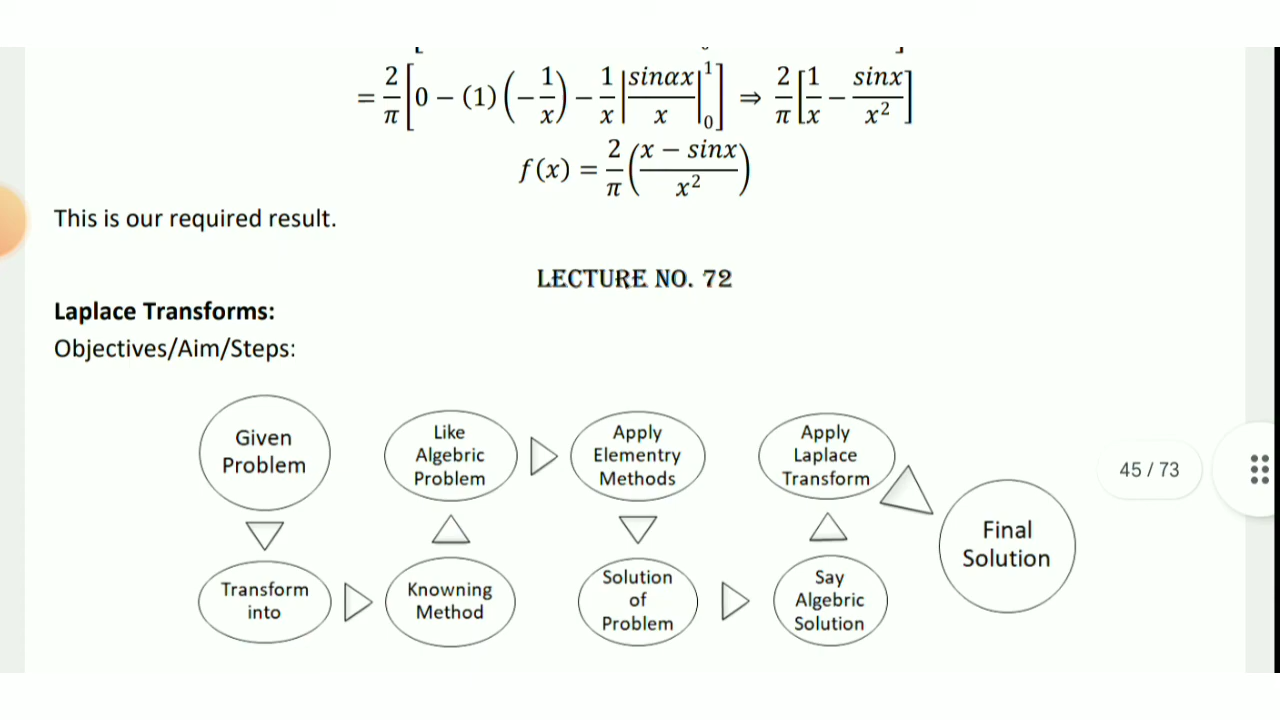 = 2/π [0 − (1)(−1/x) − 1/x |sinαx/x|₀¹] ⇒ 2/π [1/x − sinx/x²]
f(x) = 2/π ((x − sinx)/x²)
This is our required result.
LECTURE NO. 72
Laplace Transforms:
Objectives/Aim/Steps:
Given
Problem
Like
Algebric
Problem
Apply
Elementry
Methods
Apply
Laplace
Transform
45 / 73
Final
Solution
Transform
into
Knowning
Method
Solution
of
Problem
Say
Algebric
Solution